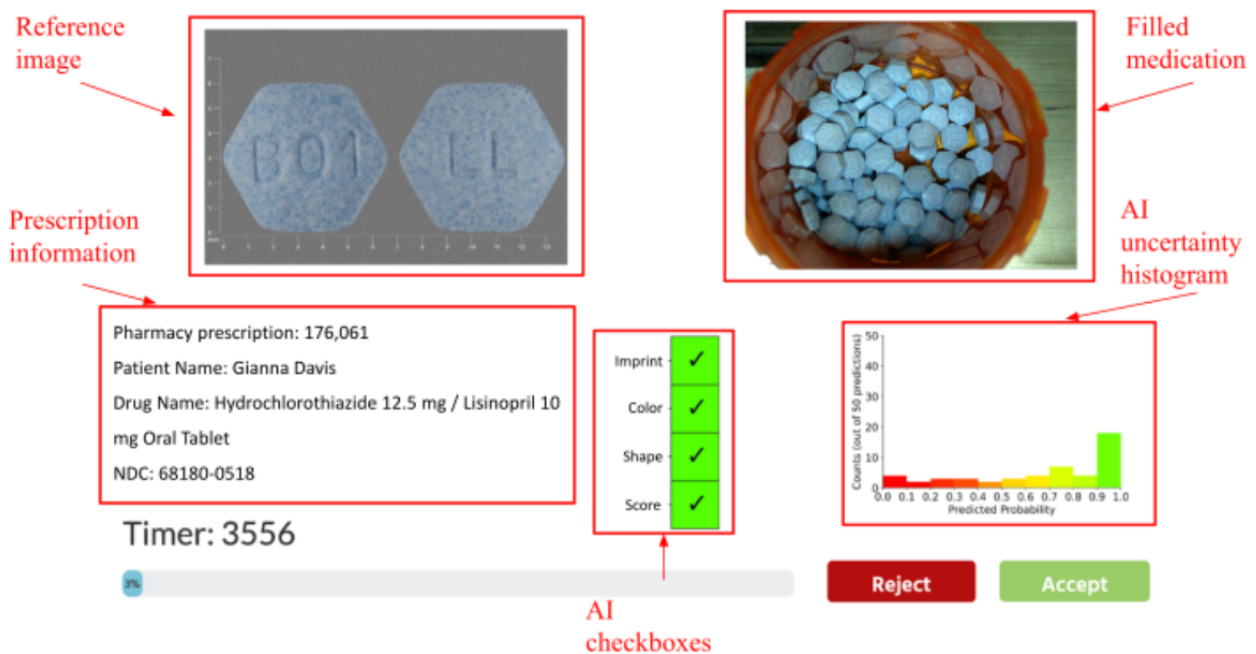 Reference
image
B01
LL
Filled
medication
Prescription
information
AI
uncertainty
histogram
Pharmacy prescription: 176,061
Patient Name: Gianna Davis
Drug Name: Hydrochlorothiazide 12.5 mg / Lisinopril 10
mg Oral Tablet
NDC: 68180-0518
Imprint ✓
Color ✓
Shape ✓
Score ✓
Counts (out of 50 predictions)
50
40
30
20
10
0
0.0 0.1 0.2 0.3 0.4 0.5 0.6 0.7 0.8 0.9 1.0
Predicted Probability
Timer: 3556
3%
Reject
Accept
AI
checkboxes